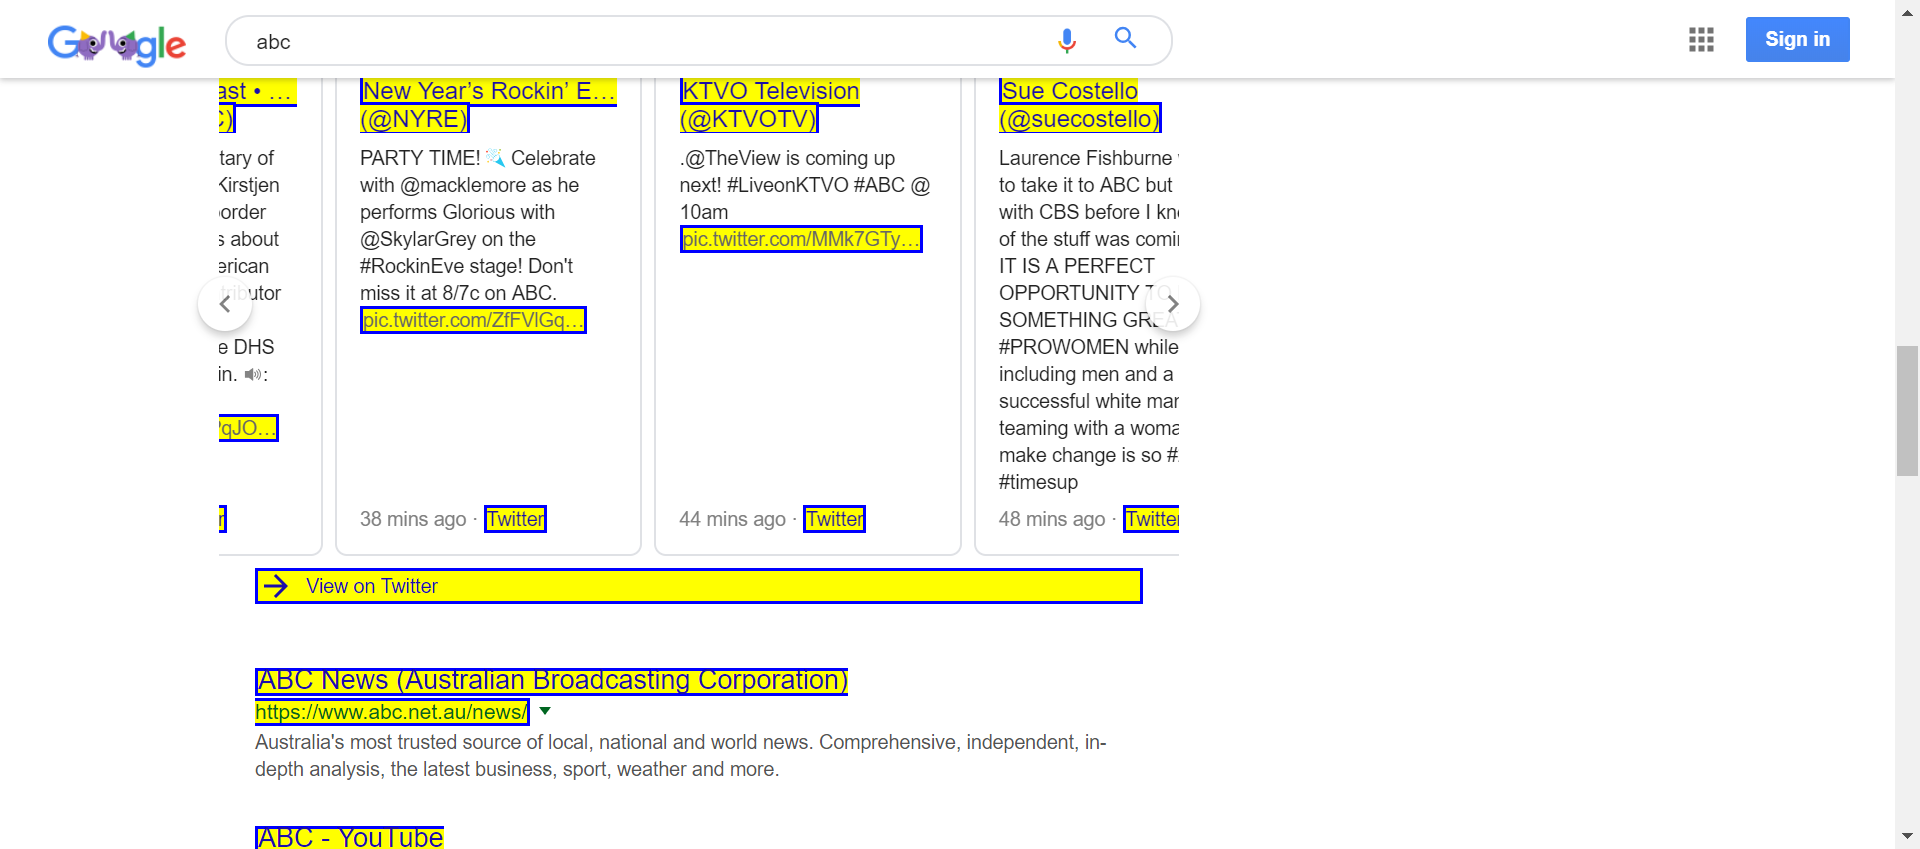 Google
abc
Sign in
ast • …
C)
tary of
Kirstjen
order
s about
erican
tributor
e DHS
in. 🔊:
PqJO…
r
New Year’s Rockin’ E…
(@NYRE)
PARTY TIME! 🎉 Celebrate
with @macklemore as he
performs Glorious with
@SkylarGrey on the
#RockinEve stage! Don't
miss it at 8/7c on ABC.
pic.twitter.com/ZfFVlGq…
38 mins ago · Twitter
KTVO Television
(@KTVOTV)
.@TheView is coming up
next! #LiveonKTVO #ABC @
10am
pic.twitter.com/MMk7GTy…
44 mins ago · Twitter
Sue Costello
(@suecostello)
Laurence Fishburne
to take it to ABC but
with CBS before I kn
of the stuff was comi
IT IS A PERFECT
OPPORTUNITY TO
SOMETHING GREA
#PROWOMEN while
including men and a
successful white man
teaming with a woma
make change is so #
#timesup
48 mins ago · Twitter
View on Twitter
ABC News (Australian Broadcasting Corporation)
https://www.abc.net.au/news/
Australia's most trusted source of local, national and world news. Comprehensive, independent, in-
depth analysis, the latest business, sport, weather and more.
ABC - YouTube